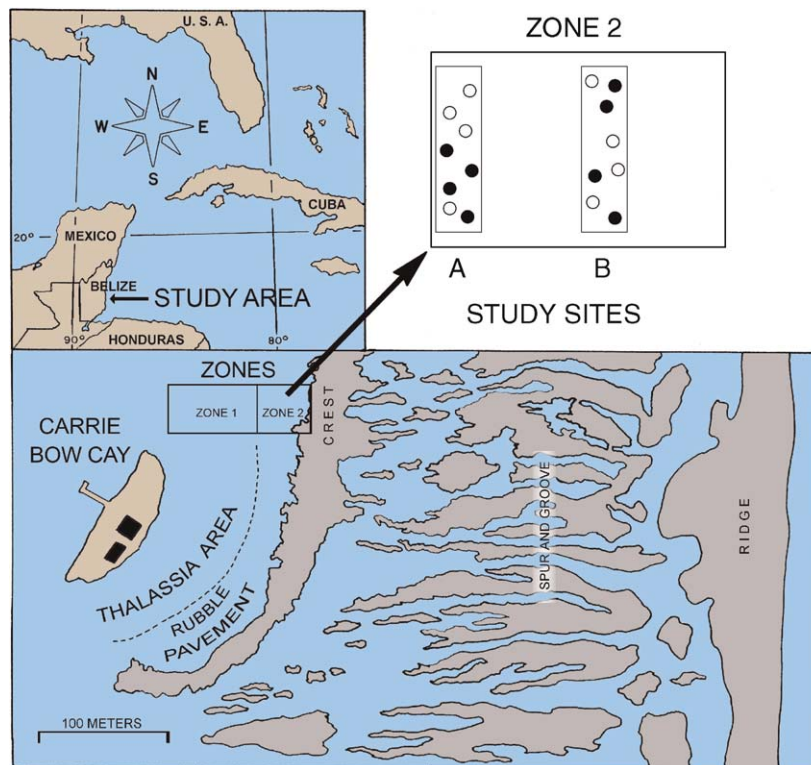 U.S.A.
N
W
E
S
CUBA
20°
MEXICO
BELIZE
STUDY AREA
HONDURAS
90°
80°
ZONE 2
A
B
STUDY SITES
ZONES
ZONE 1
ZONE 2
CREST
CARRIE
BOW CAY
THALASSIA AREA
RUBBLE
PAVEMENT
SPUR AND GROOVE
RIDGE
100 METERS